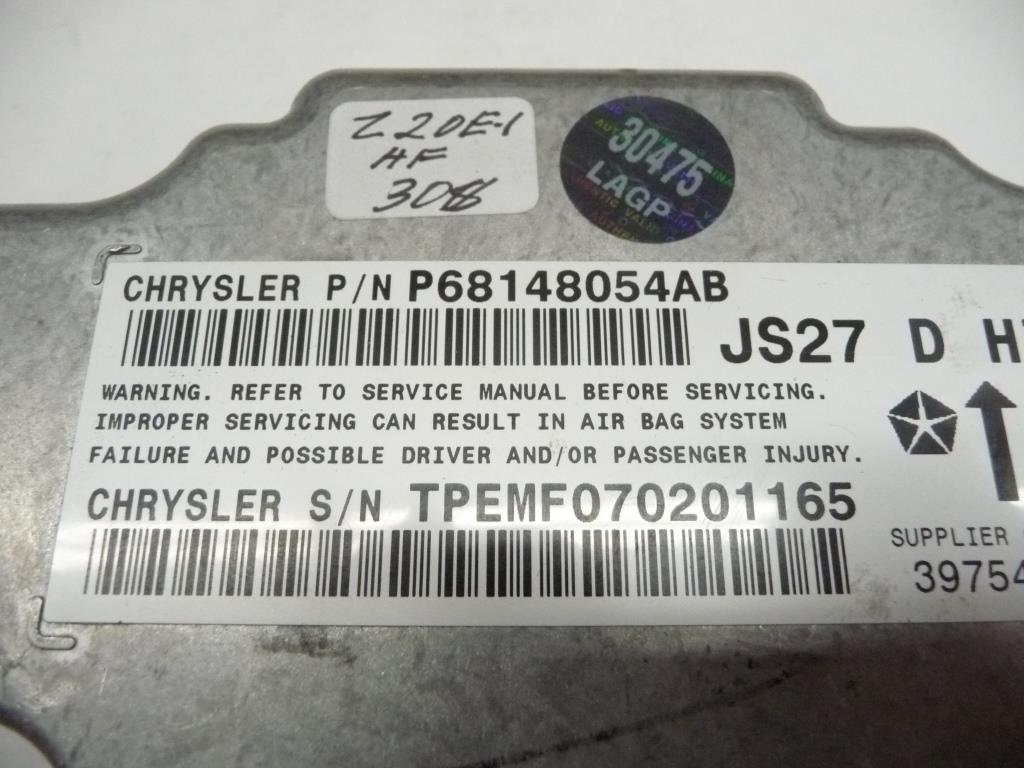 Z20E-1
HF
308
30475
LAGP
CHRYSLER P/N P68148054AB
JS27 D
WARNING. REFER TO SERVICE MANUAL BEFORE SERVICING.
IMPROPER SERVICING CAN RESULT IN AIR BAG SYSTEM
FAILURE AND POSSIBLE DRIVER AND/OR PASSENGER INJURY.
CHRYSLER S/N TPEMF070201165
SUPPLIER
39754